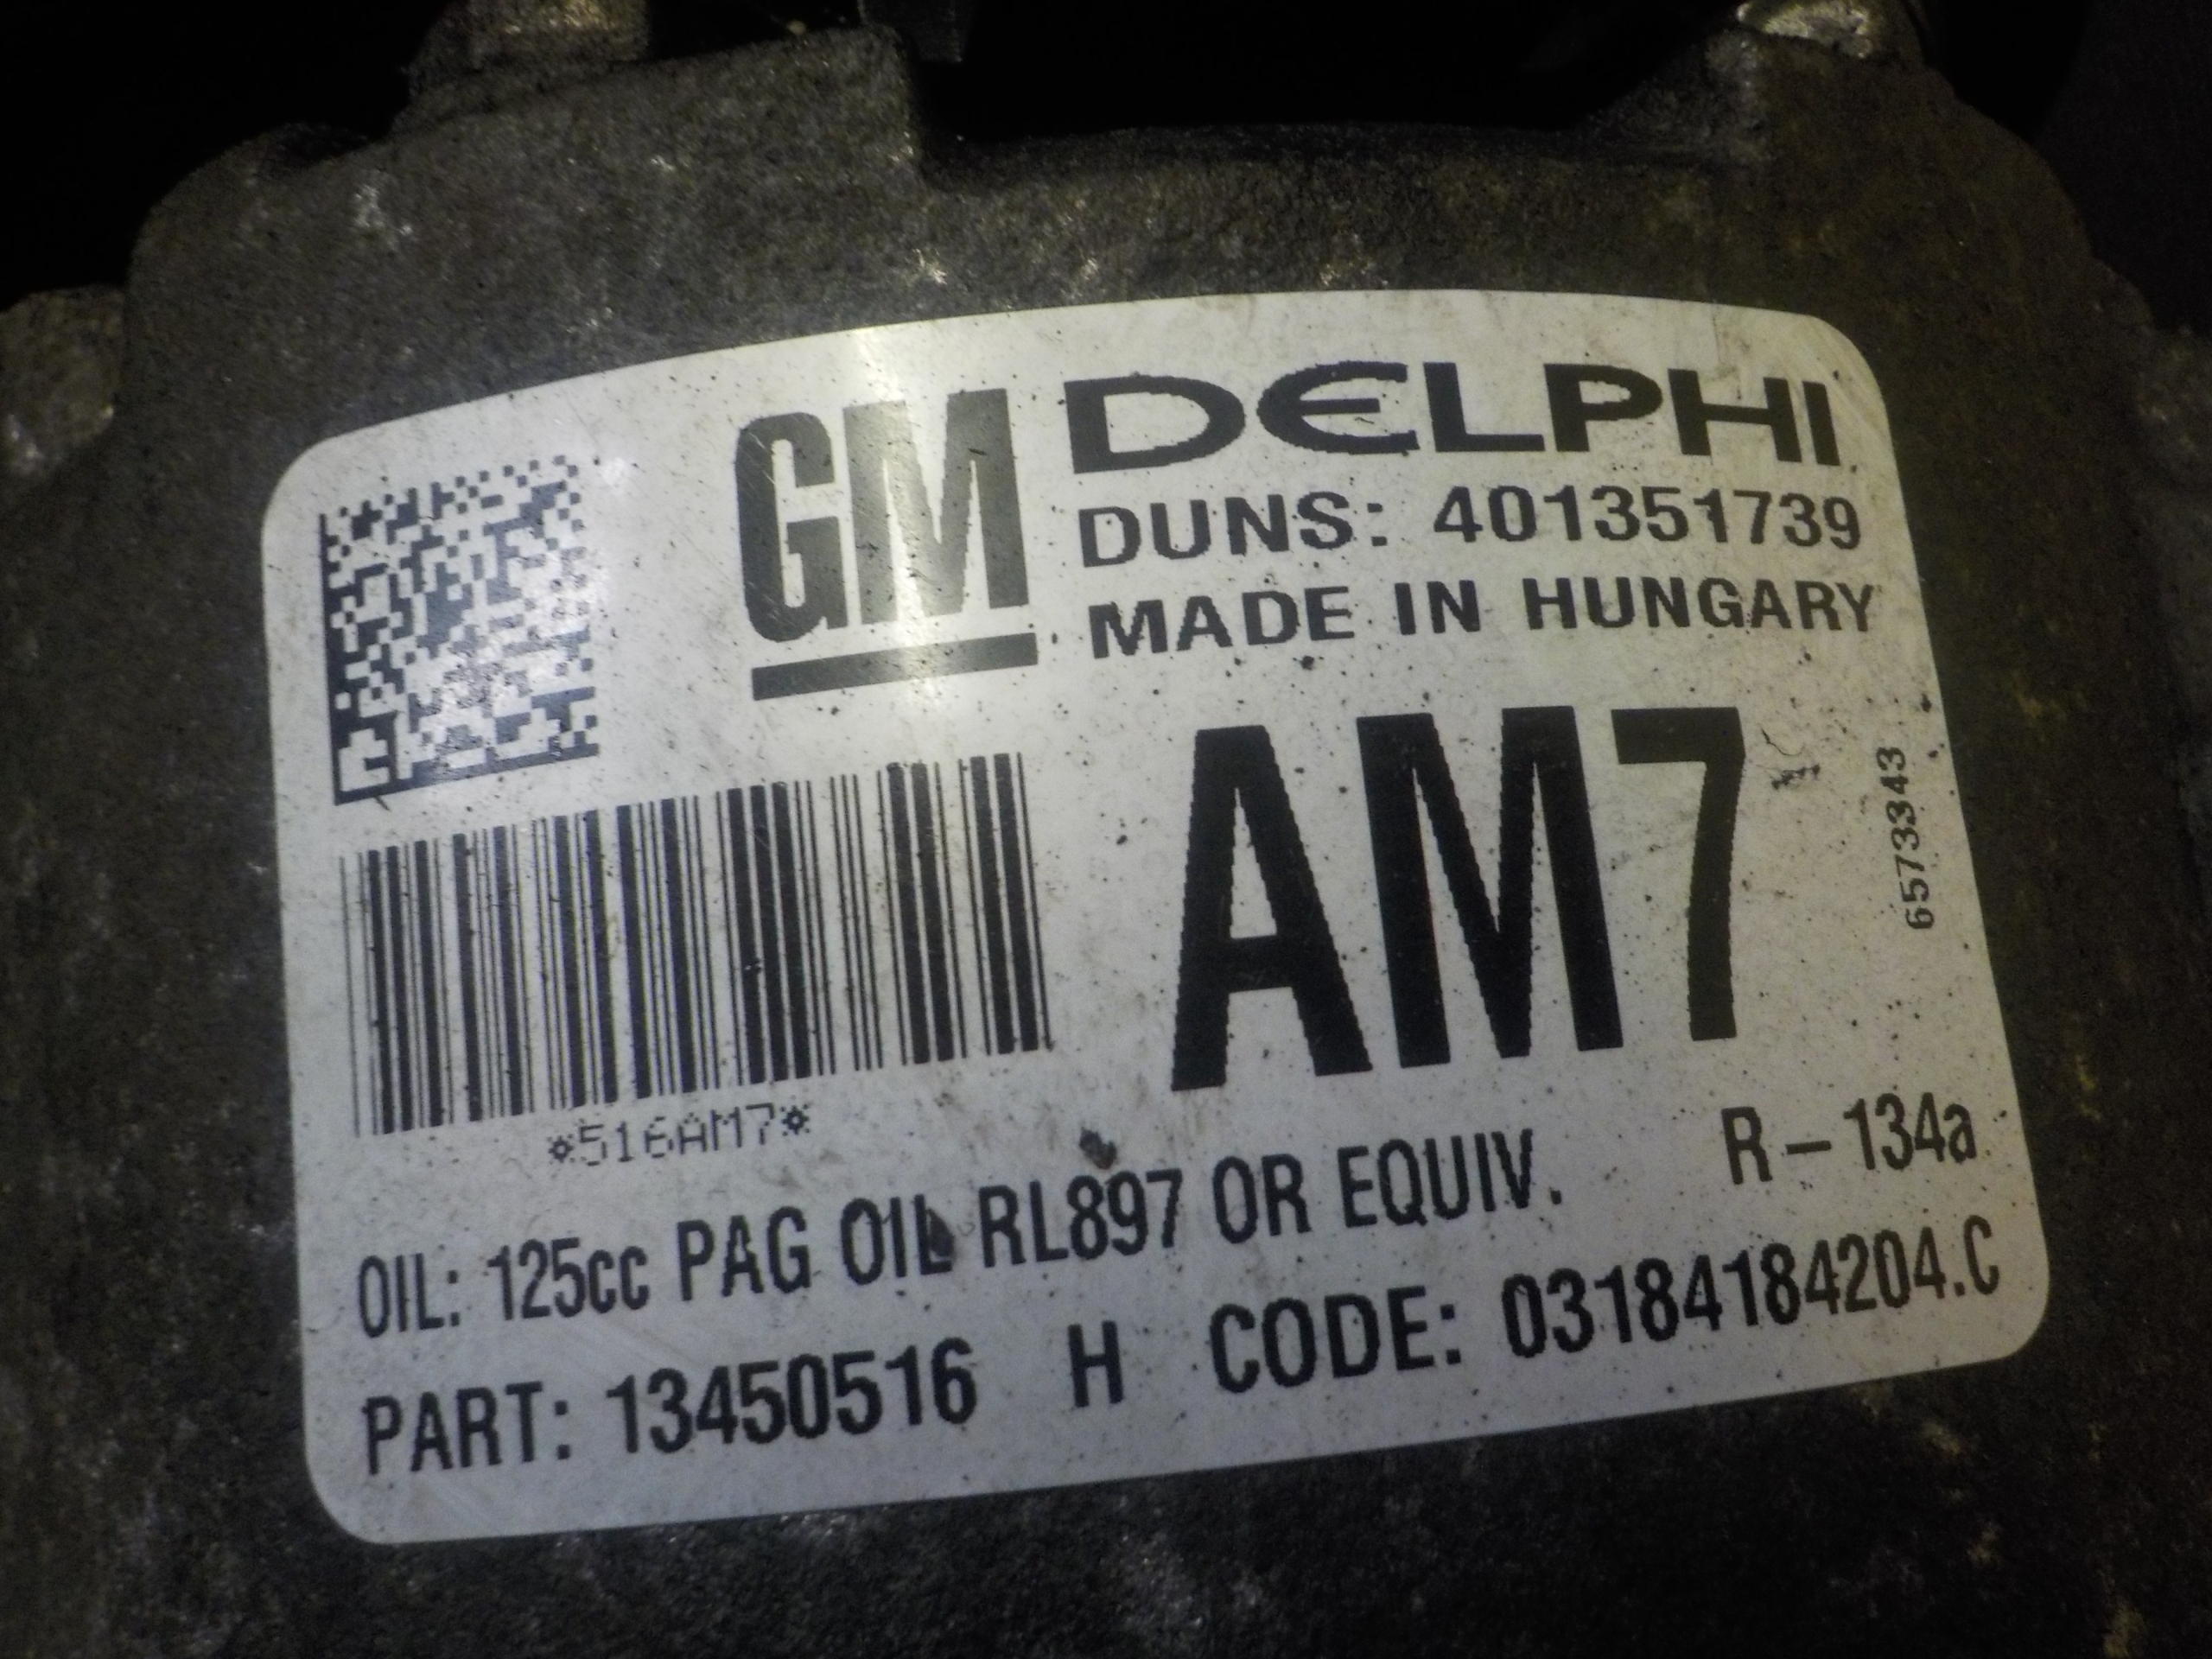 GM DELPHI
DUNS: 401351739
MADE IN HUNGARY
AM7
6573343
*516AM7*
OIL: 125cc PAG OIL RL897 OR EQUIV. R-134a
PART: 13450516 H CODE: 03184184204.C